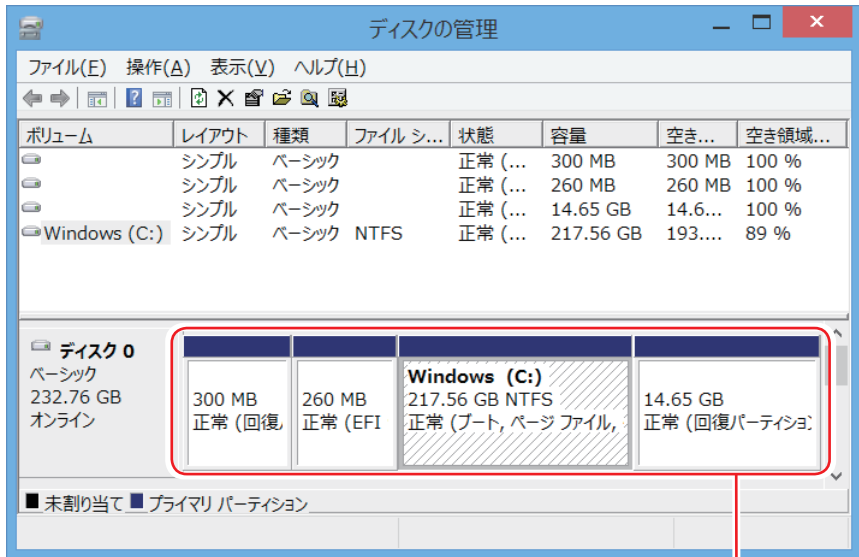 ディスクの管理
ファイル(F) 操作(A) 表示(V) ヘルプ(H)
ボリューム レイアウト 種類 ファイル シ... 状態 容量 空き... 空き領域...
シンプル ベーシック 正常 (... 300 MB 300 MB 100 %
シンプル ベーシック 正常 (... 260 MB 260 MB 100 %
シンプル ベーシック 正常 (... 14.65 GB 14.6... 100 %
Windows (C:) シンプル ベーシック NTFS 正常 (... 217.56 GB 193.... 89 %
ディスク 0
ベーシック
232.76 GB
オンライン
300 MB
正常 (回復
260 MB
正常 (EFI
Windows (C:)
217.56 GB NTFS
正常 (ブート, ページ ファイル,
14.65 GB
正常 (回復パーティション
未割り当て プライマリ パーティション